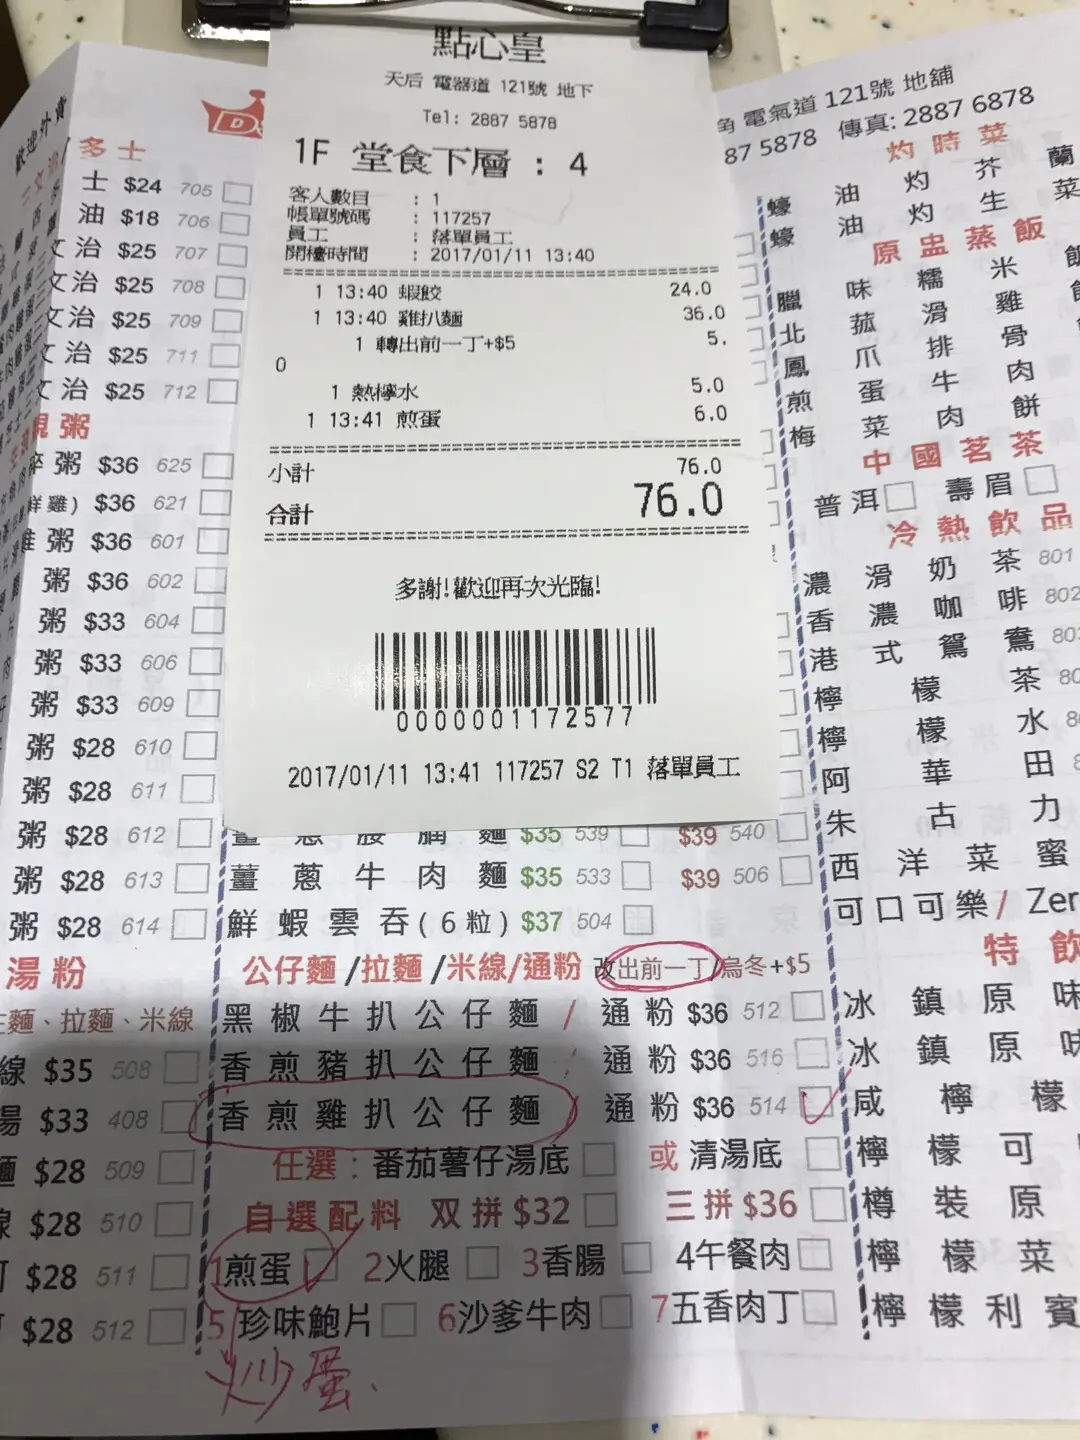 點心皇
天后 電器道 121號 地下
Tel: 2887 5878
1F 堂食下層 : 4
客人數目 : 1
帳單號碼 : 117257
員工 : 落單員工
開檯時間 : 2017/01/11 13:40
1 13:40 蝦餃 24.0
1 13:40 雞扒麵 36.0
1 轉出前一丁+$5 5.
0
1 熱檸水 5.0
1 13:41 煎蛋 6.0
小計 76.0
合計 76.0
多謝!歡迎再次光臨!
0000001172577
2017/01/11 13:41 117257 S2 T1 落單員工
歡迎外賣
多士
士 $24 705
油 $18 706
文治 $25 707
文治 $25 708
文治 $25 709
文治 $25 711
文治 $25 712
粥
粥 $36 625
鮮雞) $36 621
粥 $36 601
粥 $36 602
粥 $33 604
粥 $33 606
粥 $33 609
粥 $28 610
粥 $28 611
粥 $28 612
粥 $28 613
粥 $28 614
湯粉
麵、拉麵、米線
線 $35 508
湯 $33 408
麵 $28 509
線 $28 510
$28 511
$28 512
麵 $35 539 $39 540
薑蔥牛肉麵 $35 533 $39 506
鮮蝦雲吞(6粒) $37 504
公仔麵/拉麵/米線/通粉 改出前一丁/烏冬+$5
黑椒牛扒公仔麵 / 通粉 $36 512
香煎豬扒公仔麵 / 通粉 $36 516
香煎雞扒公仔麵 / 通粉 $36 514
任選：番茄薯仔湯底 或 清湯底
自選配料 双拼 $32 三拼 $36
1煎蛋 2火腿 3香腸 4午餐肉
5珍味鮑片 6沙爹牛肉 7五香肉丁
炒蛋
角 電氣道 121號 地舖
87 5878 傳真: 2887 6878
灼時菜
蠔油灼芥蘭
蠔油灼生菜
原盅蒸飯
臘味糯米飯
北菰滑雞
鳳爪排骨
煎蛋牛肉
梅菜肉餅
中國茗茶
普洱 壽眉
冷熱飲品
濃滑奶茶 801
香濃咖啡 802
港式鴛鴦
檸檬茶
檸檬水
阿華田
朱古力
西洋菜蜜
可口可樂/ Zer
特飲
冰鎮原味
冰鎮原味
咸檸檬
檸檬可
樽裝原
檸檬菜
檸檬利賓